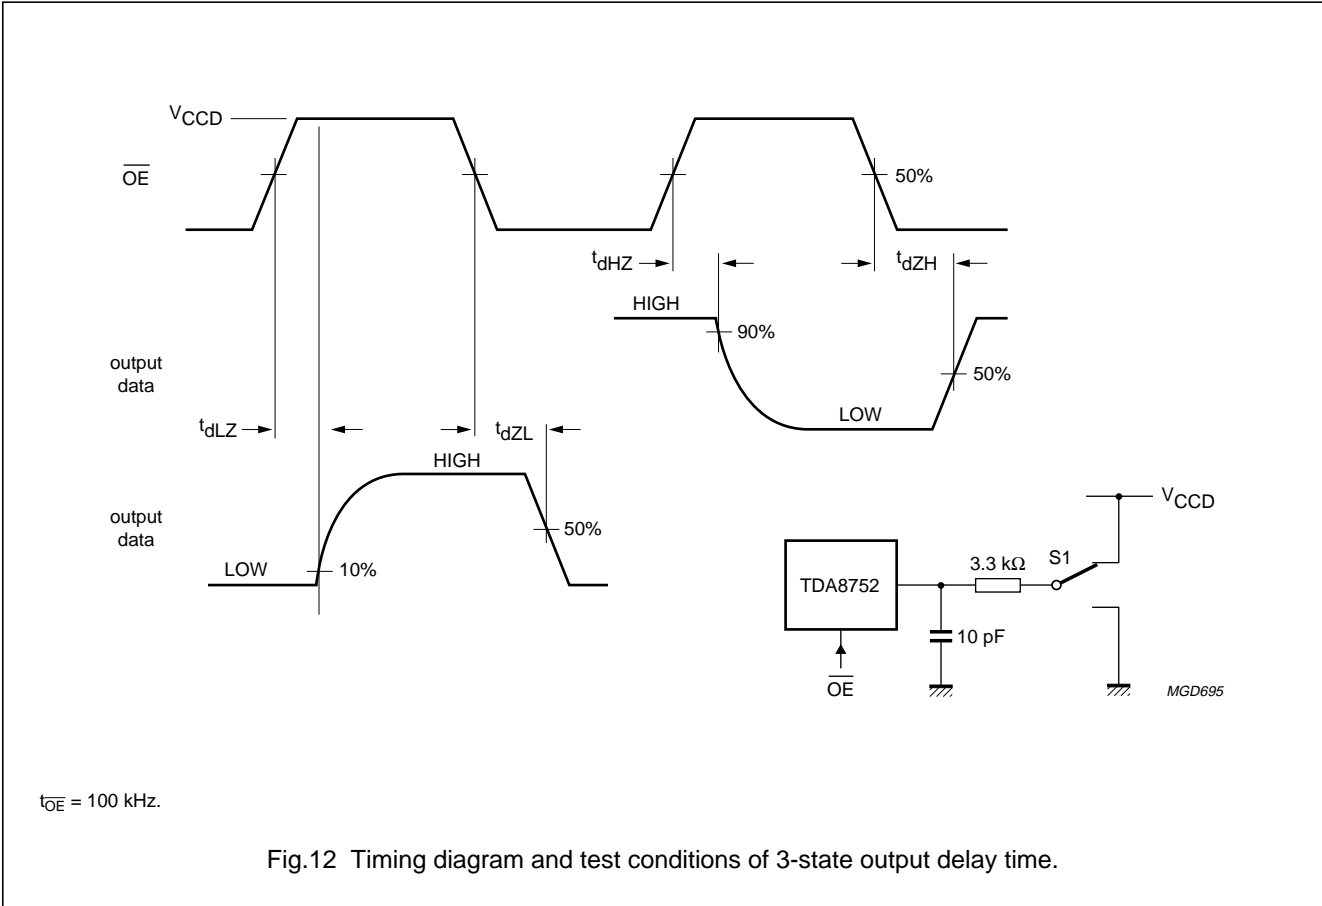 VCCD
OE
50%
tdHZ
tdZH
HIGH
90%
output
data
50%
LOW
tdLZ
tdZL
HIGH
output
data
50%
LOW
10%
VCCD
S1
3.3 kΩ
TDA8752
10 pF
OE
MGD695
tOE = 100 kHz.
Fig.12 Timing diagram and test conditions of 3-state output delay time.